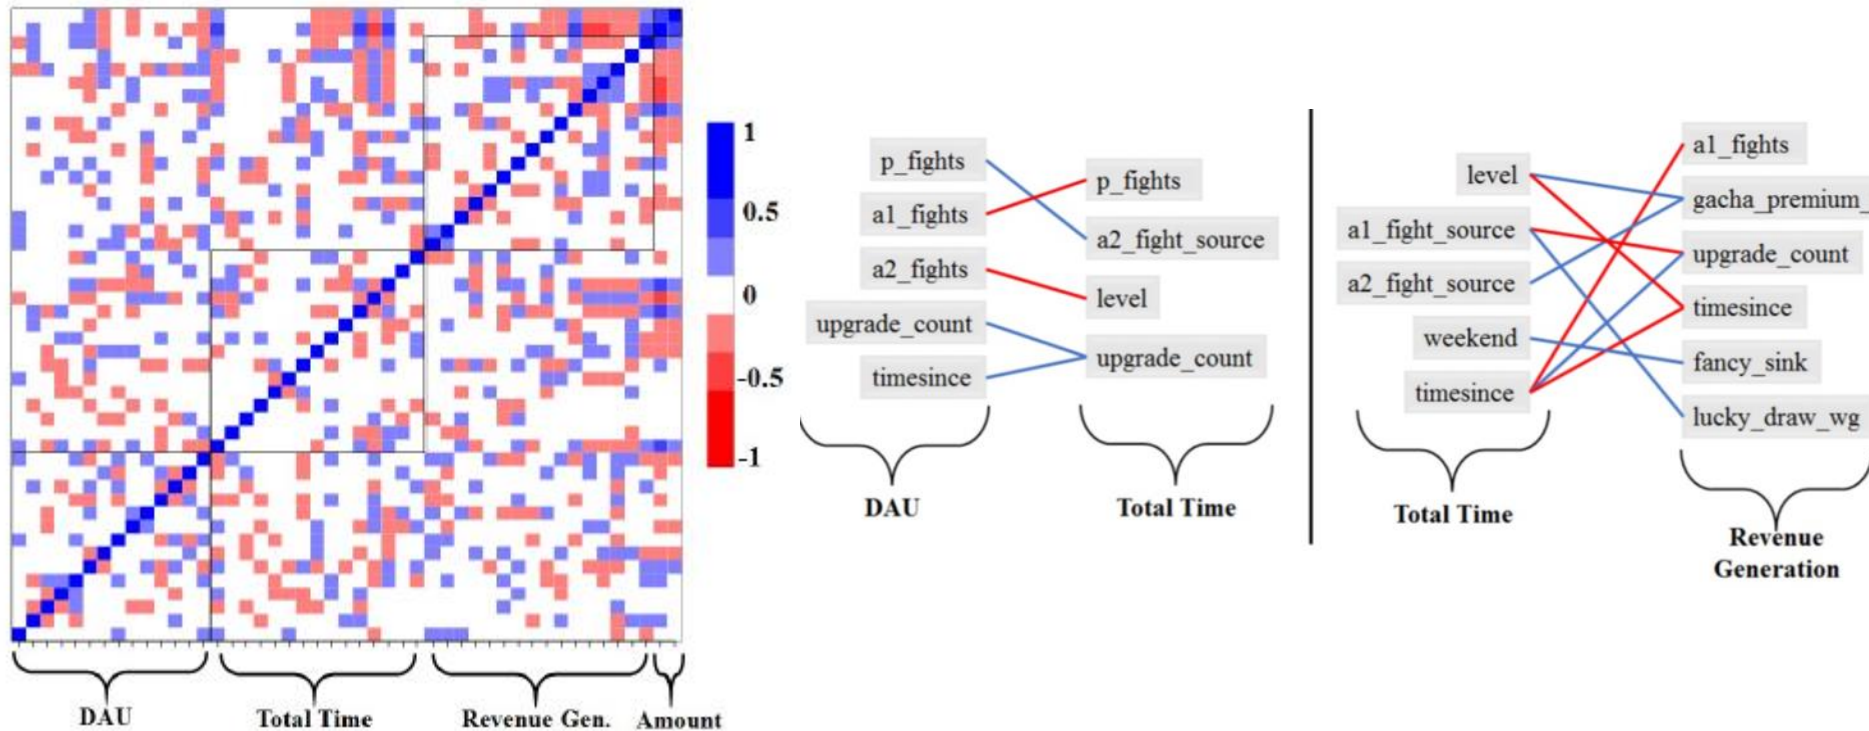 1
0.5
0
-0.5
-1
DAU
Total Time
Revenue Gen.
Amount
p_fights
a1_fights
a2_fights
upgrade_count
timesince
DAU
p_fights
a2_fight_source
level
upgrade_count
Total Time
level
a1_fight_source
a2_fight_source
weekend
timesince
Total Time
a1_fights
gacha_premium_
upgrade_count
timesince
fancy_sink
lucky_draw_wg
Revenue
Generation